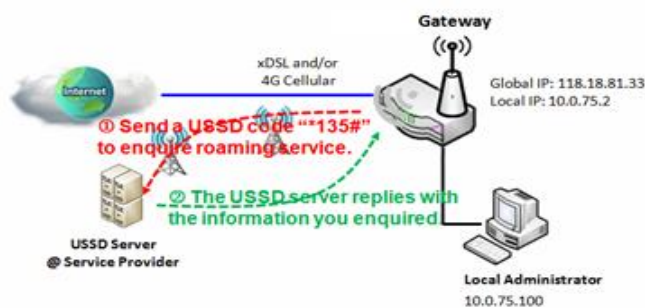 Gateway
xDSL and/or
4G Cellular
Internet
Global IP: 118.18.81.33
Local IP: 10.0.75.2
① Send a USSD code “*135#”
to enquire roaming service.
② The USSD server replies with
the information you enquired
USSD Server
@ Service Provider
Local Administrator
10.0.75.100